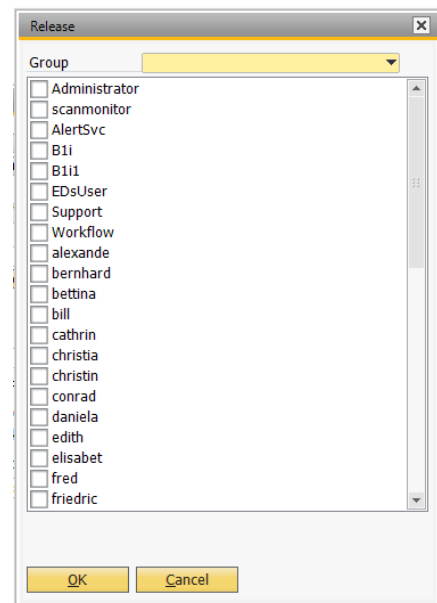 Release
Group
Administrator
scanmonitor
AlertSvc
B1i
B1i1
EDsUser
Support
Workflow
alexande
bernhard
bettina
bill
cathrin
christia
christin
conrad
daniela
edith
elisabet
fred
friedric
OK Cancel